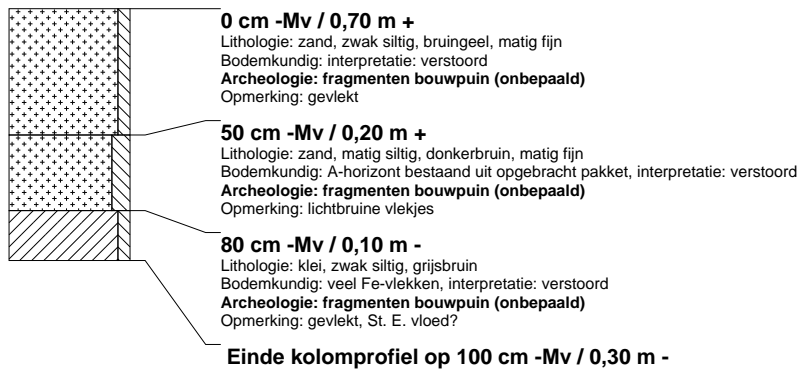 0 cm -Mv / 0,70 m +
Lithologie: zand, zwak siltig, bruingeel, matig fijn
Bodemkundig: interpretatie: verstoord
Archeologie: fragmenten bouwpuin (onbepaald)
Opmerking: gevlekt
50 cm -Mv / 0,20 m +
Lithologie: zand, matig siltig, donkerbruin, matig fijn
Bodemkundig: A-horizont bestaand uit opgebracht pakket, interpretatie: verstoord
Archeologie: fragmenten bouwpuin (onbepaald)
Opmerking: lichtbruine vlekjes
80 cm -Mv / 0,10 m -
Lithologie: klei, zwak siltig, grijsbruin
Bodemkundig: veel Fe-vlekken, interpretatie: verstoord
Archeologie: fragmenten bouwpuin (onbepaald)
Opmerking: gevlekt, St. E. vloed?
Einde kolomprofiel op 100 cm -Mv / 0,30 m -